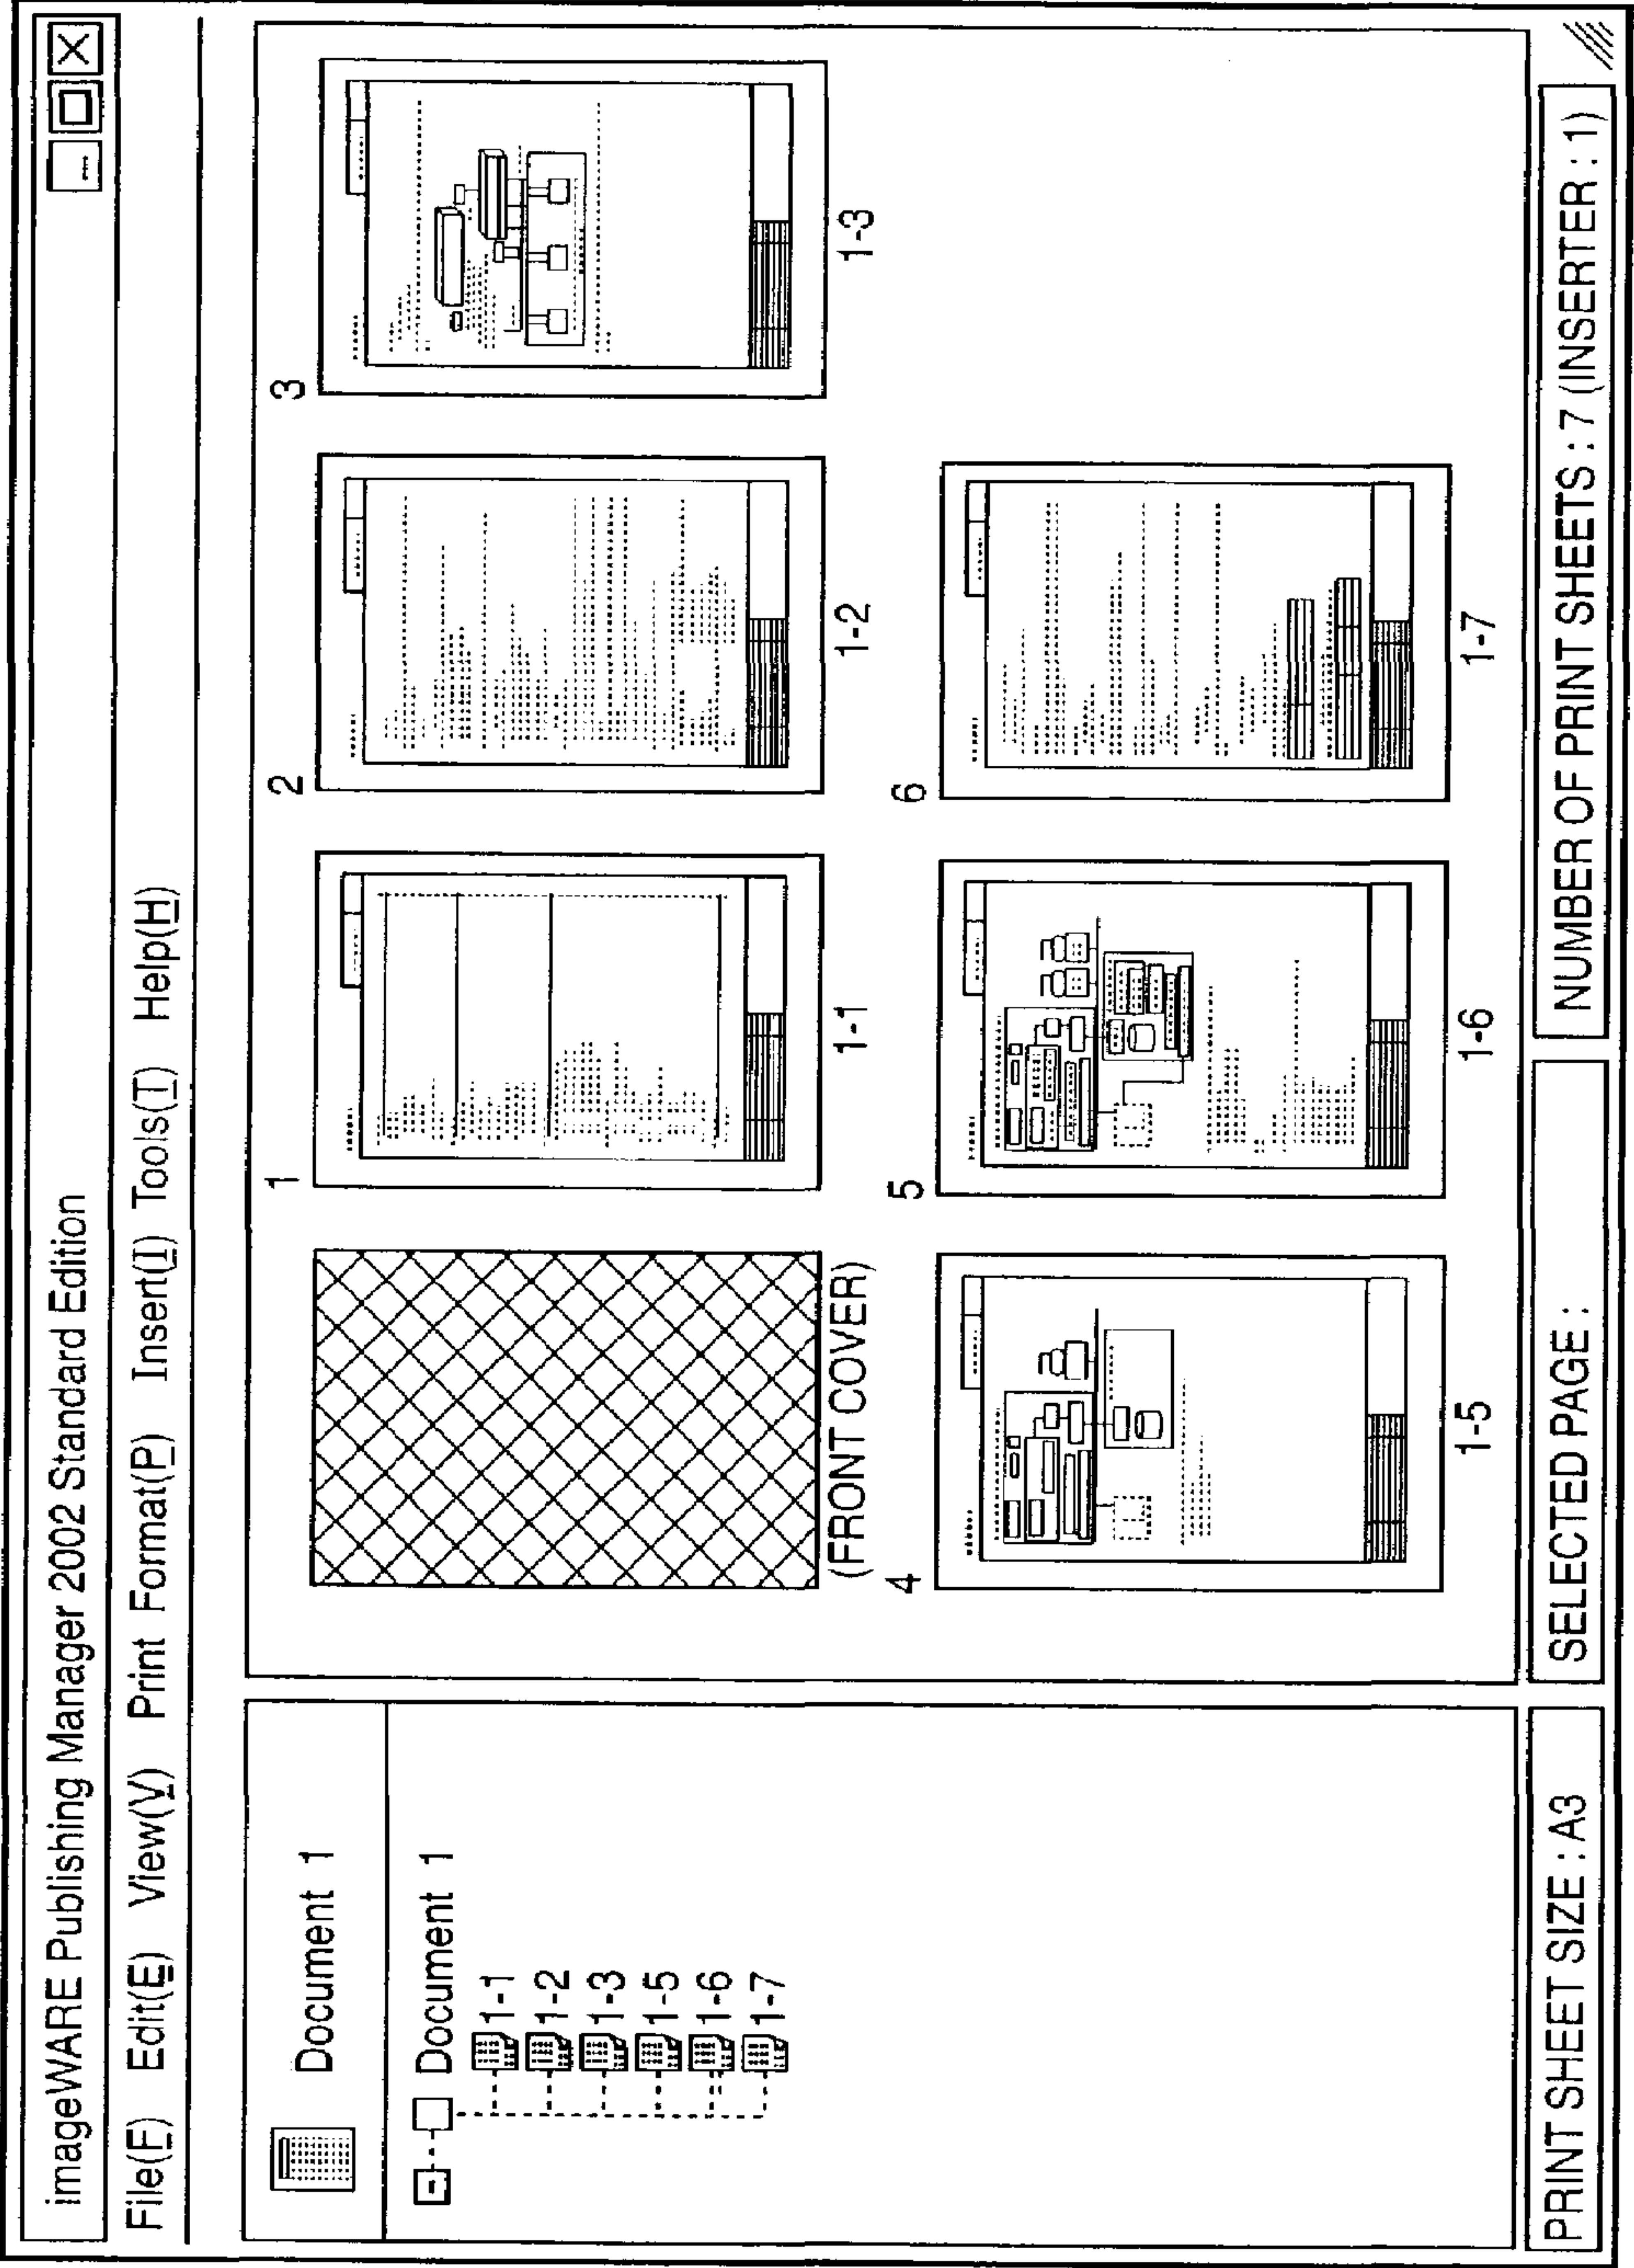 imageWARE Publishing Manager 2002 Standard Edition
File(F) Edit(E) View(V) Print Format(P) Insert(I) Tools(T) Help(H)
Document 1
Document 1
1-1
1-2
1-3
1-5
1-6
1-7
(FRONT COVER)
1
1-1
2
1-2
3
1-3
4
1-5
5
1-6
6
1-7
PRINT SHEET SIZE : A3
SELECTED PAGE :
NUMBER OF PRINT SHEETS : 7 (INSERTER : 1)